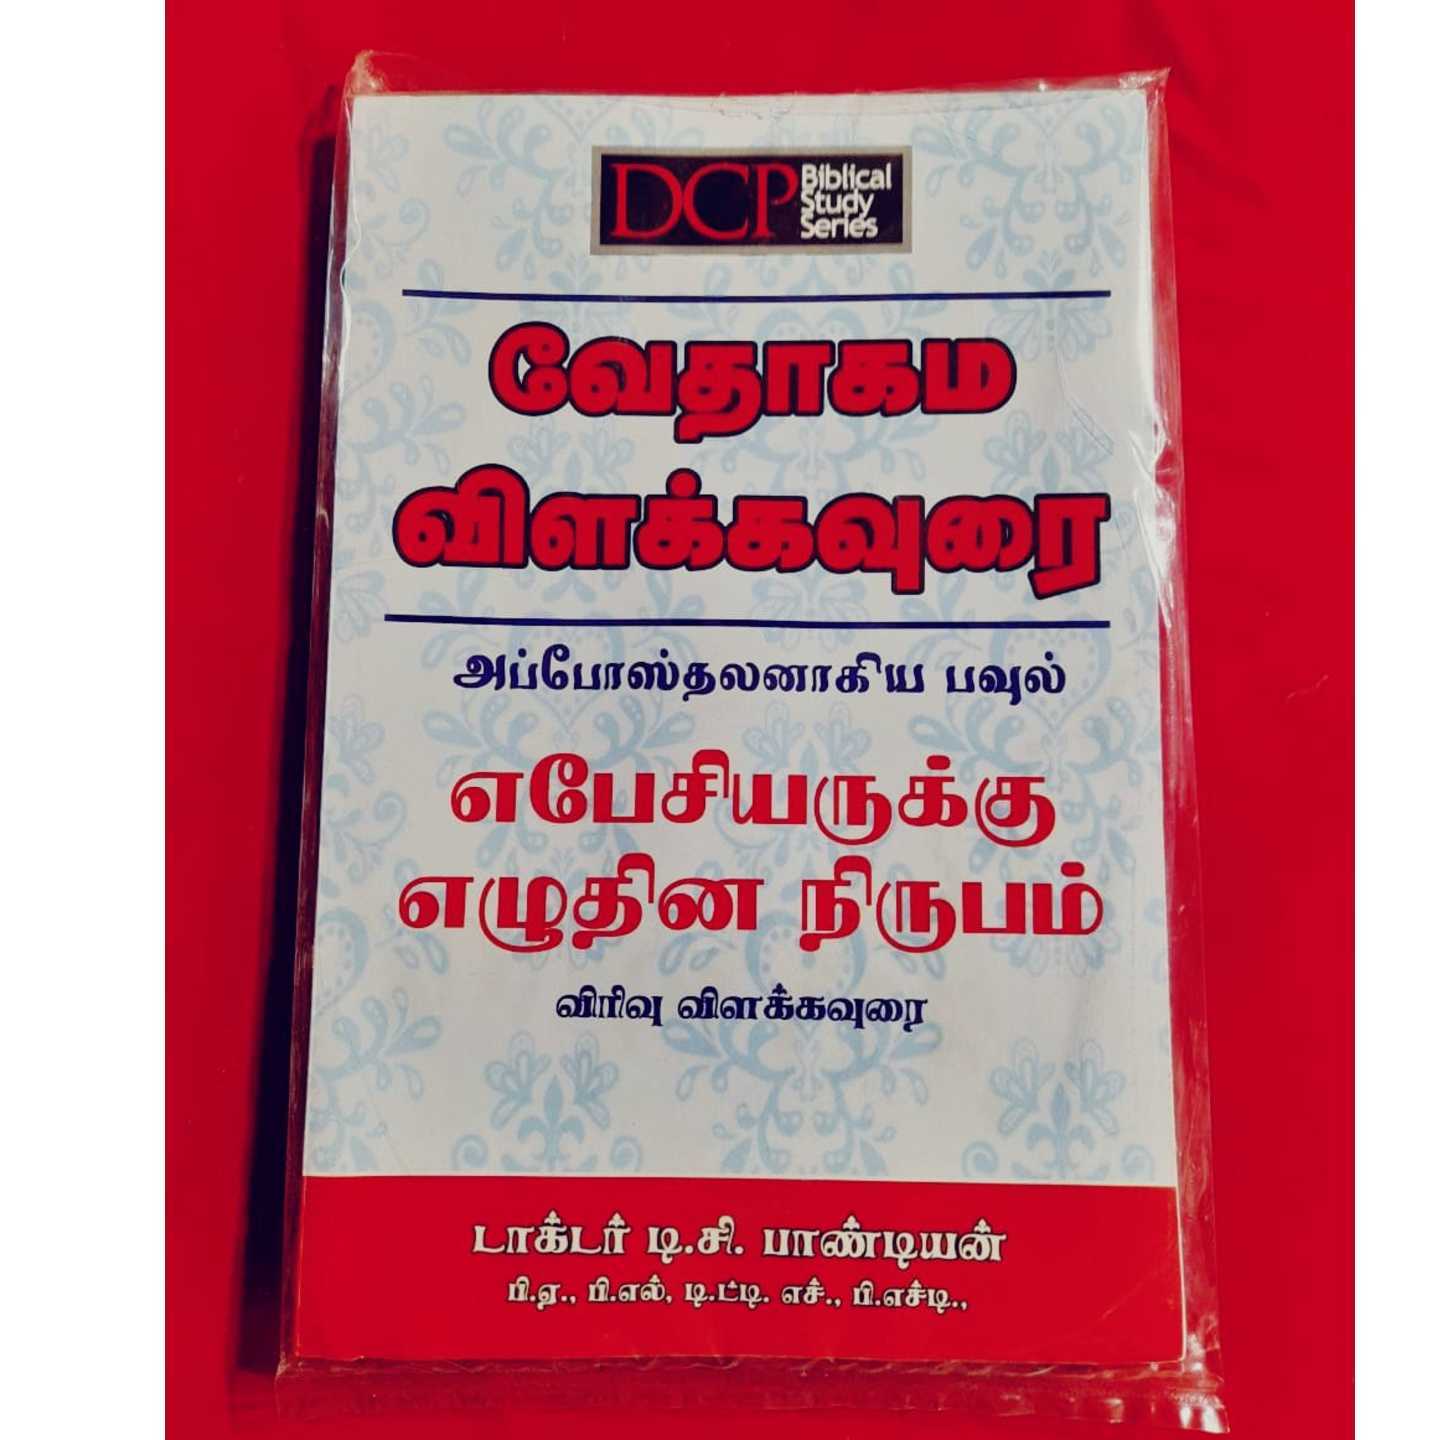 DCP Biblical
Study
Series
வேதாகம
விளக்கவுரை
அப்போஸ்தலனாகிய பவுல்
எபேசியருக்கு
எழுதின நிருபம்
விரிவு விளக்கவுரை
டாக்டர் டி.சி. பாண்டியன்
பி.ஏ., பி.எல், டி.ட்டி. எச்., பி.எச்டி.,